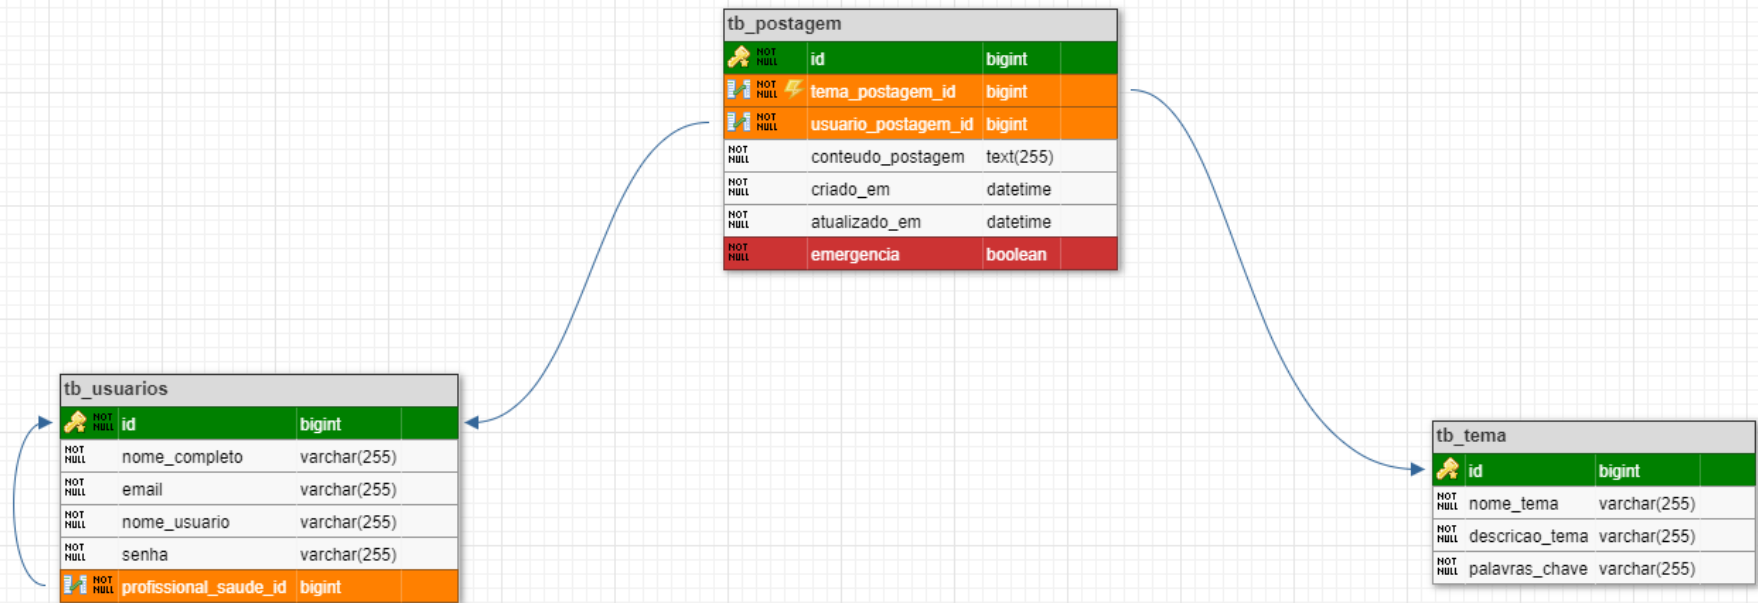 tb_postagem
NOT NULL id bigint
NOT NULL tema_postagem_id bigint
NOT NULL usuario_postagem_id bigint
NOT NULL conteudo_postagem text(255)
NOT NULL criado_em datetime
NOT NULL atualizado_em datetime
NOT NULL emergencia boolean
tb_usuarios
NOT NULL id bigint
NOT NULL nome_completo varchar(255)
NOT NULL email varchar(255)
NOT NULL nome_usuario varchar(255)
NOT NULL senha varchar(255)
NOT NULL profissional_saude_id bigint
tb_tema
id bigint
NOT NULL nome_tema varchar(255)
NOT NULL descricao_tema varchar(255)
NOT NULL palavras_chave varchar(255)